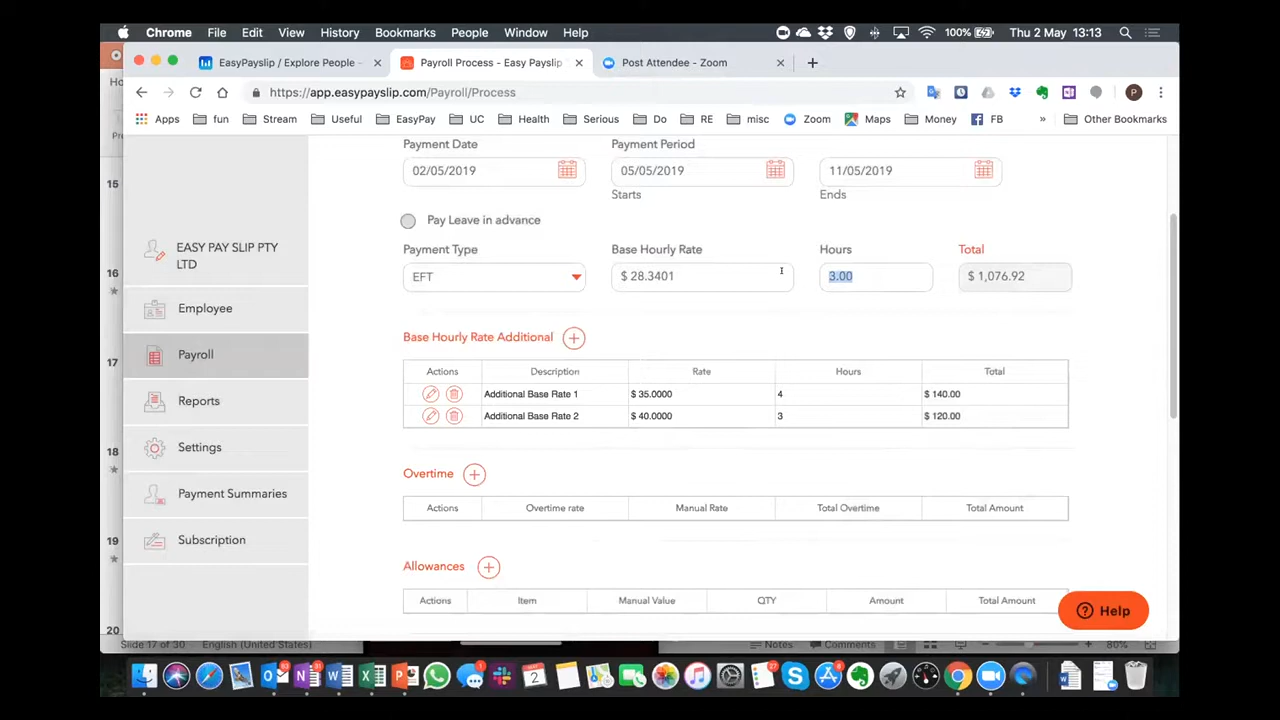 Chrome File Edit View History Bookmarks People Window Help 100% Thu 2 May 13:13
EasyPayslip / Explore People - Payroll Process - Easy Payslip Post Attendee - Zoom
https://app.easypayslip.com/Payroll/Process
Apps fun Stream Useful EasyPay UC Health Serious Do RE misc Zoom Maps Money FB » Other Bookmarks
15
16
17
18
19
20
EASY PAY SLIP PTY
LTD
Employee
Payroll
Reports
Settings
Payment Summaries
Subscription
Payment Date Payment Period
02/05/2019 05/05/2019 11/05/2019
Starts Ends
Pay Leave in advance
Payment Type Base Hourly Rate Hours Total
EFT $ 28.3401 3.00 $ 1,076.92
Base Hourly Rate Additional
Actions Description Rate Hours Total
Additional Base Rate 1 $ 35.0000 4 $ 140.00
Additional Base Rate 2 $ 40.0000 3 $ 120.00
Overtime
Actions Overtime rate Manual Rate Total Overtime Total Amount
Allowances
Actions Item Manual Value QTY Amount Total Amount
Help
Slide 17 of 30 English (United States) Notes Comments 80%